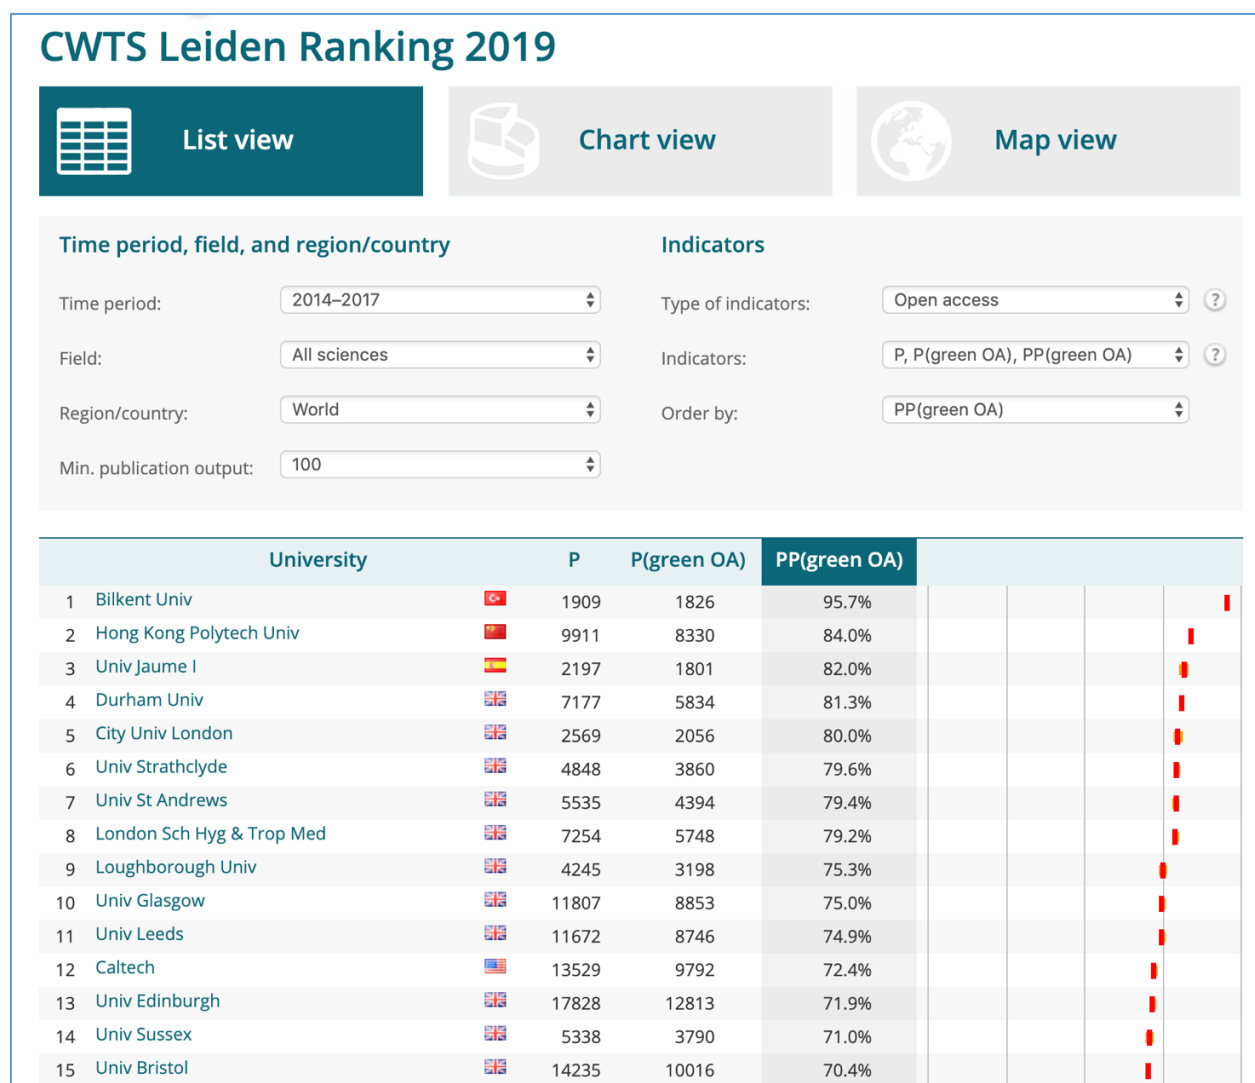 CWTS Leiden Ranking 2019
List view Chart view Map view
Time period, field, and region/country Indicators
Time period: 2014–2017 Type of indicators: Open access ?
Field: All sciences Indicators: P, P(green OA), PP(green OA) ?
Region/country: World Order by: PP(green OA)
Min. publication output: 100
University P P(green OA) PP(green OA)
1 Bilkent Univ 1909 1826 95.7%
2 Hong Kong Polytech Univ 9911 8330 84.0%
3 Univ Jaume I 2197 1801 82.0%
4 Durham Univ 7177 5834 81.3%
5 City Univ London 2569 2056 80.0%
6 Univ Strathclyde 4848 3860 79.6%
7 Univ St Andrews 5535 4394 79.4%
8 London Sch Hyg & Trop Med 7254 5748 79.2%
9 Loughborough Univ 4245 3198 75.3%
10 Univ Glasgow 11807 8853 75.0%
11 Univ Leeds 11672 8746 74.9%
12 Caltech 13529 9792 72.4%
13 Univ Edinburgh 17828 12813 71.9%
14 Univ Sussex 5338 3790 71.0%
15 Univ Bristol 14235 10016 70.4%